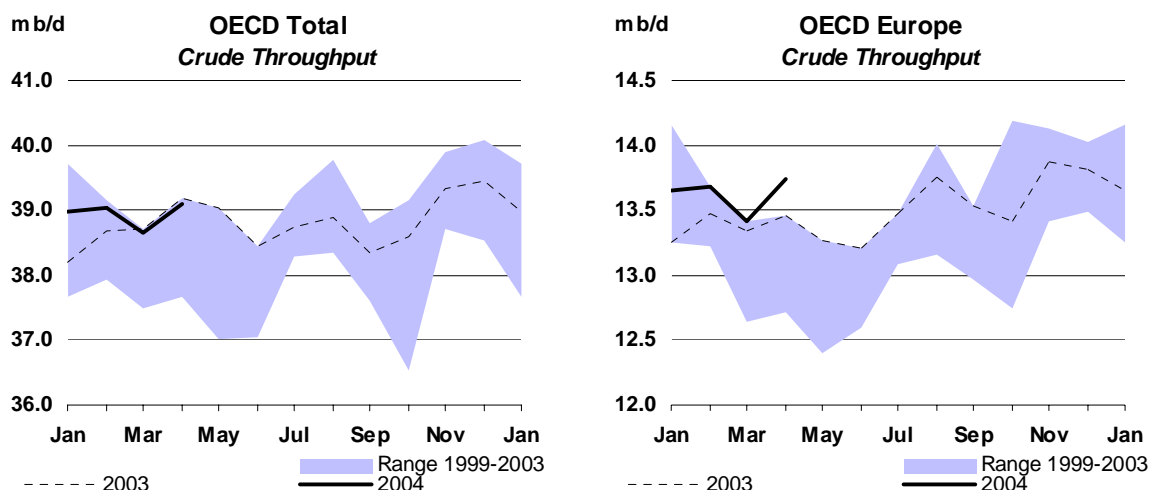 mb/d
OECD Total
Crude Throughput
41.0
40.0
39.0
38.0
37.0
36.0
Jan Mar May Jul Sep Nov Jan
Range 1999-2003
2003
2004
mb/d
OECD Europe
Crude Throughput
14.5
14.0
13.5
13.0
12.5
12.0
Jan Mar May Jul Sep Nov Jan
Range 1999-2003
2003
2004